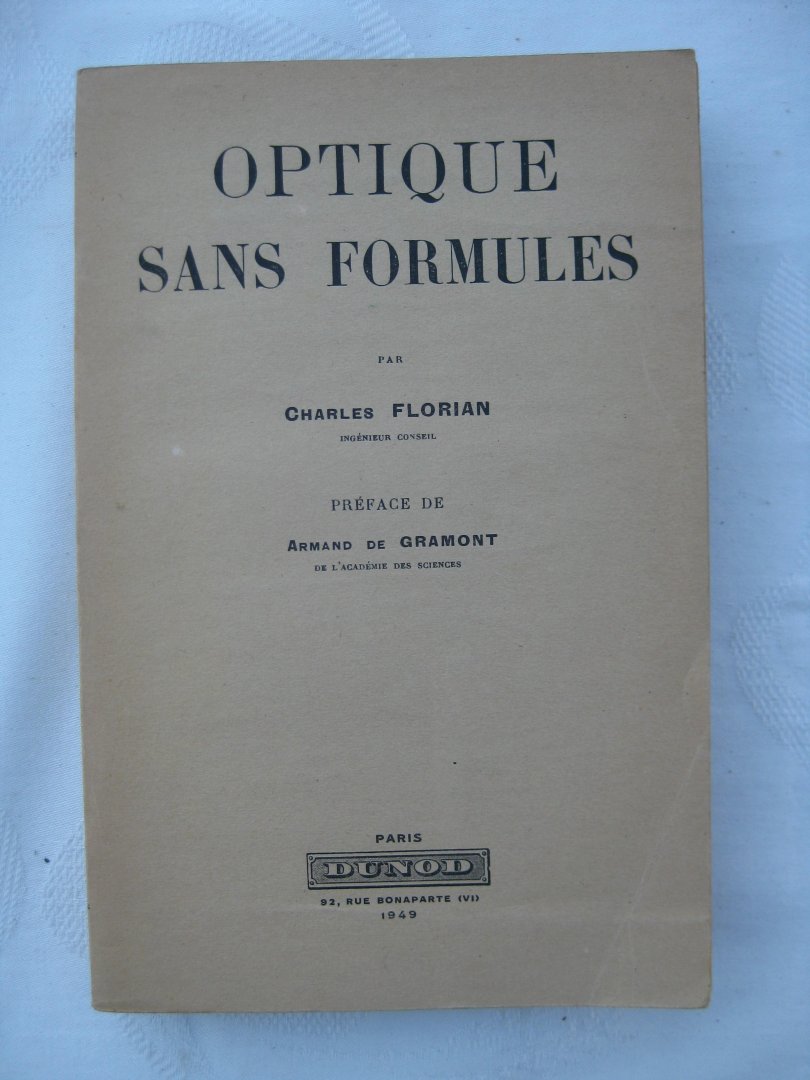 OPTIQUE
SANS FORMULES
PAR
CHARLES FLORIAN
INGÉNIEUR CONSEIL
PRÉFACE DE
ARMAND DE GRAMONT
DE L'ACADÉMIE DES SCIENCES
PARIS
DUNOD
92, RUE BONAPARTE (VI)
1949